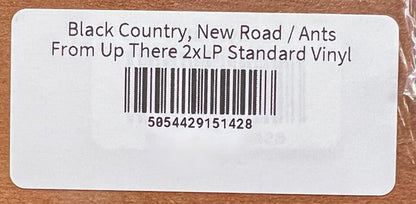 Black Country, New Road / Ants
From Up There 2xLP Standard Vinyl
5054429151428